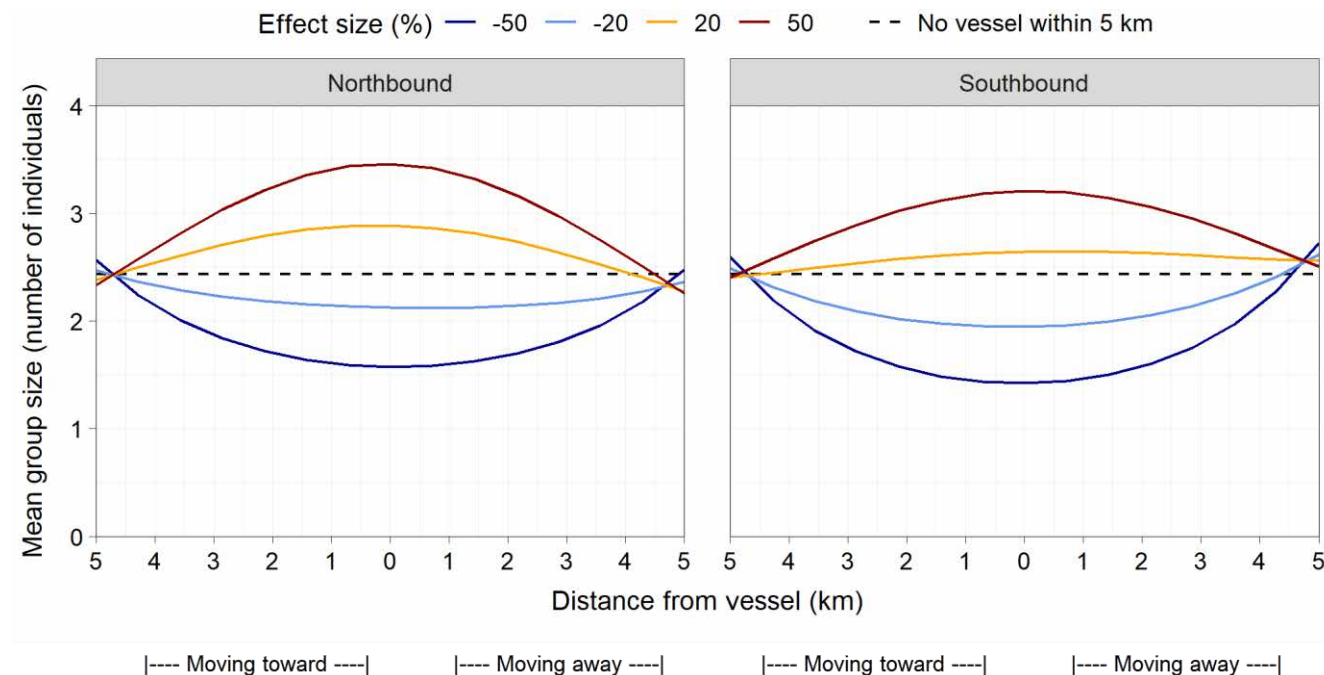 Effect size (%) -50 -20 20 50 No vessel within 5 km
Northbound Southbound
Mean group size (number of individuals)
4
3
2
1
0
5 4 3 2 1 0 1 2 3 4 5 5 4 3 2 1 0 1 2 3 4 5
Distance from vessel (km)
|---- Moving toward ----| |---- Moving away ----| |---- Moving toward ----| |---- Moving away ----|